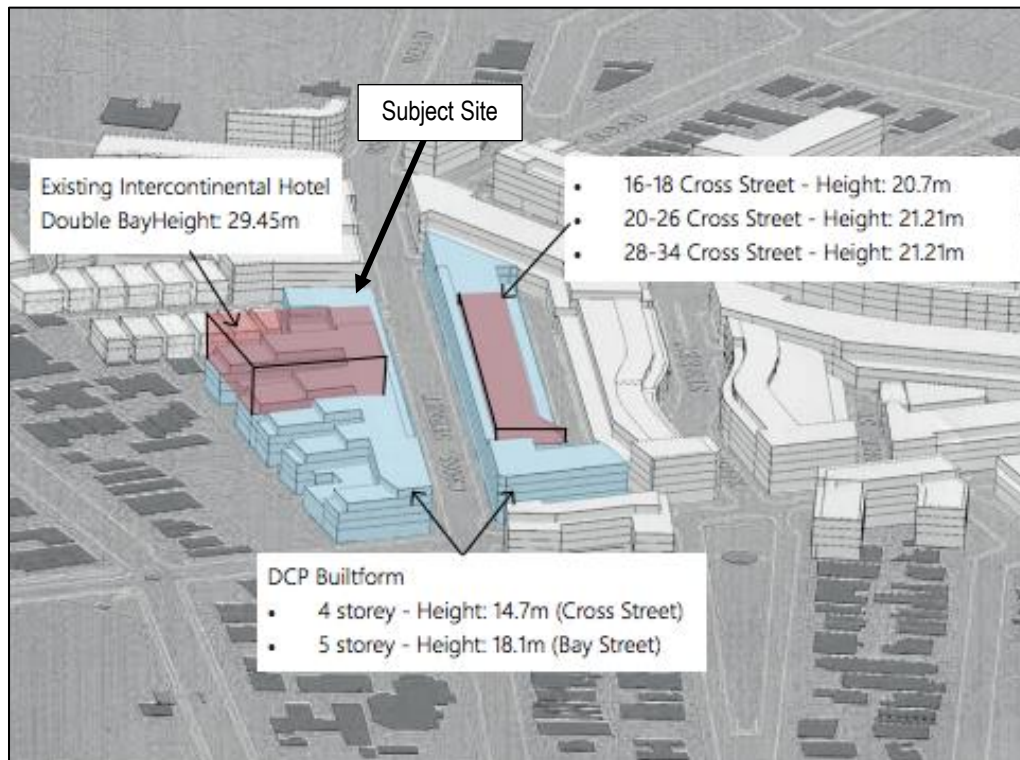 ROAD
Subject Site
ROAD
Existing Intercontinental Hotel
Double BayHeight: 29.45m
• 16-18 Cross Street - Height: 20.7m
• 20-26 Cross Street - Height: 21.21m
• 28-34 Cross Street - Height: 21.21m
DCP Builtform
• 4 storey - Height: 14.7m (Cross Street)
• 5 storey - Height: 18.1m (Bay Street)